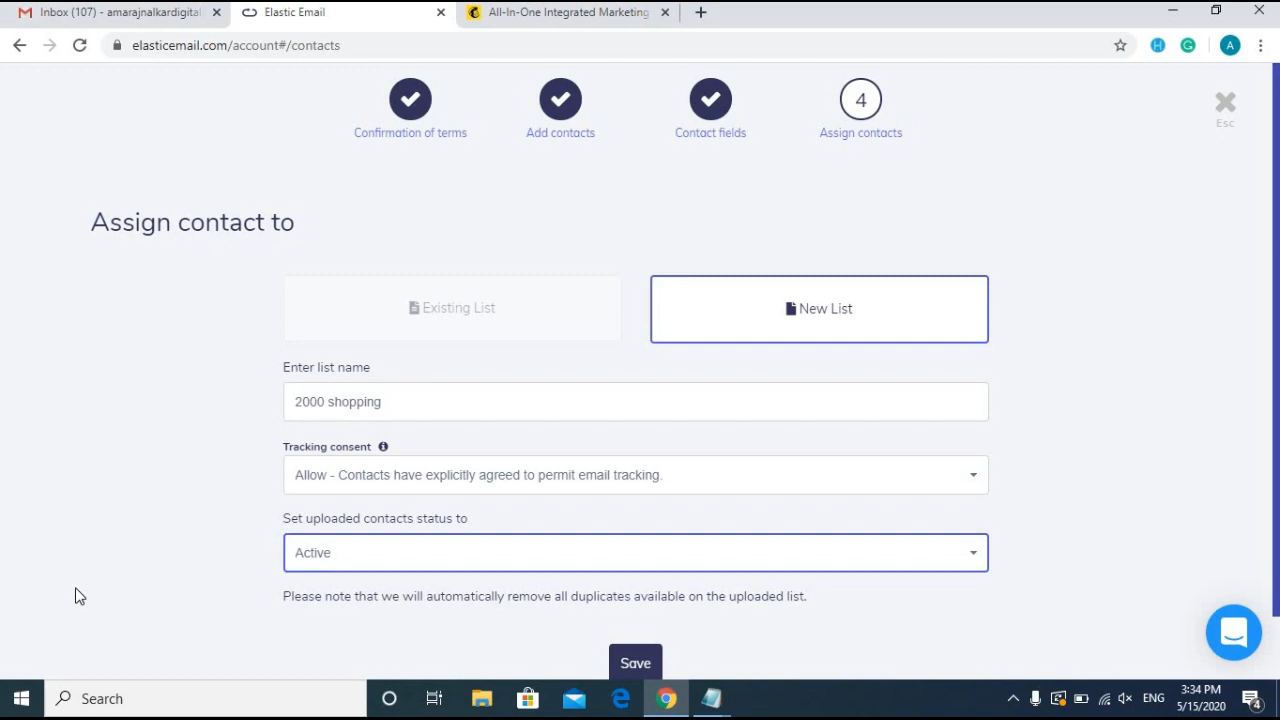 Inbox (107) - amarajnalkardigital
Elastic Email
All-In-One Integrated Marketing
elasticemail.com/account#/contacts
A
4
Confirmation of terms
Add contacts
Contact fields
Assign contacts
Esc
Assign contact to
Existing List
New List
Enter list name
2000 shopping
Tracking consent
Allow - Contacts have explicitly agreed to permit email tracking.
Set uploaded contacts status to
Active
Please note that we will automatically remove all duplicates available on the uploaded list.
Save
Search
ENG
3:34 PM
5/15/2020
4